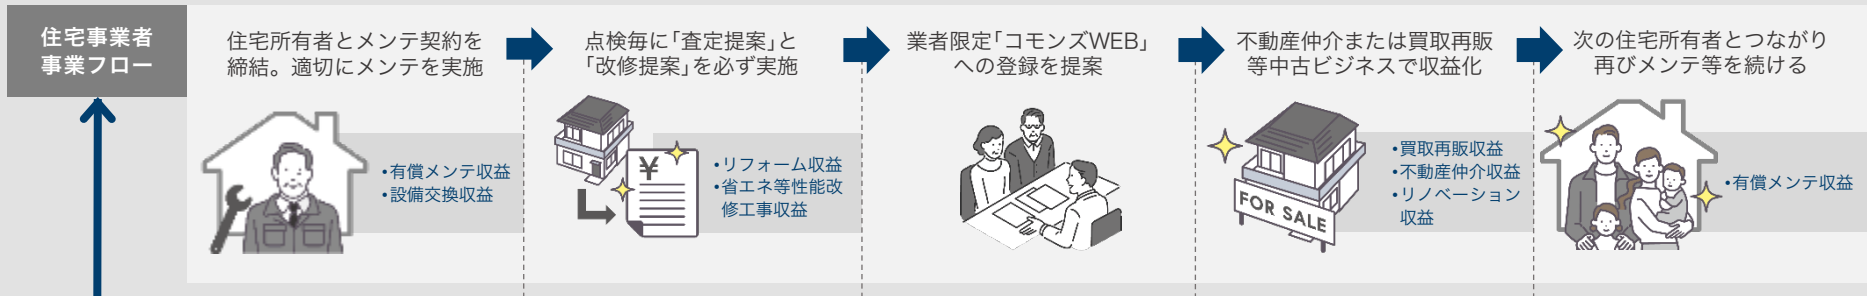 住宅事業者
事業フロー
住宅所有者とメンテ契約を
締結。適切にメンテを実施
・有償メンテ収益
・設備交換収益
点検毎に「査定提案」と
「改修提案」を必ず実施
¥
・リフォーム収益
・省エネ等性能改
修工事収益
業者限定「コモンズWEB」
への登録を提案
不動産仲介または買取再販
等中古ビジネスで収益化
FOR SALE
・買取再販収益
・不動産仲介収益
・リノベーション
収益
次の住宅所有者とつながり
再びメンテ等を続ける
・有償メンテ収益